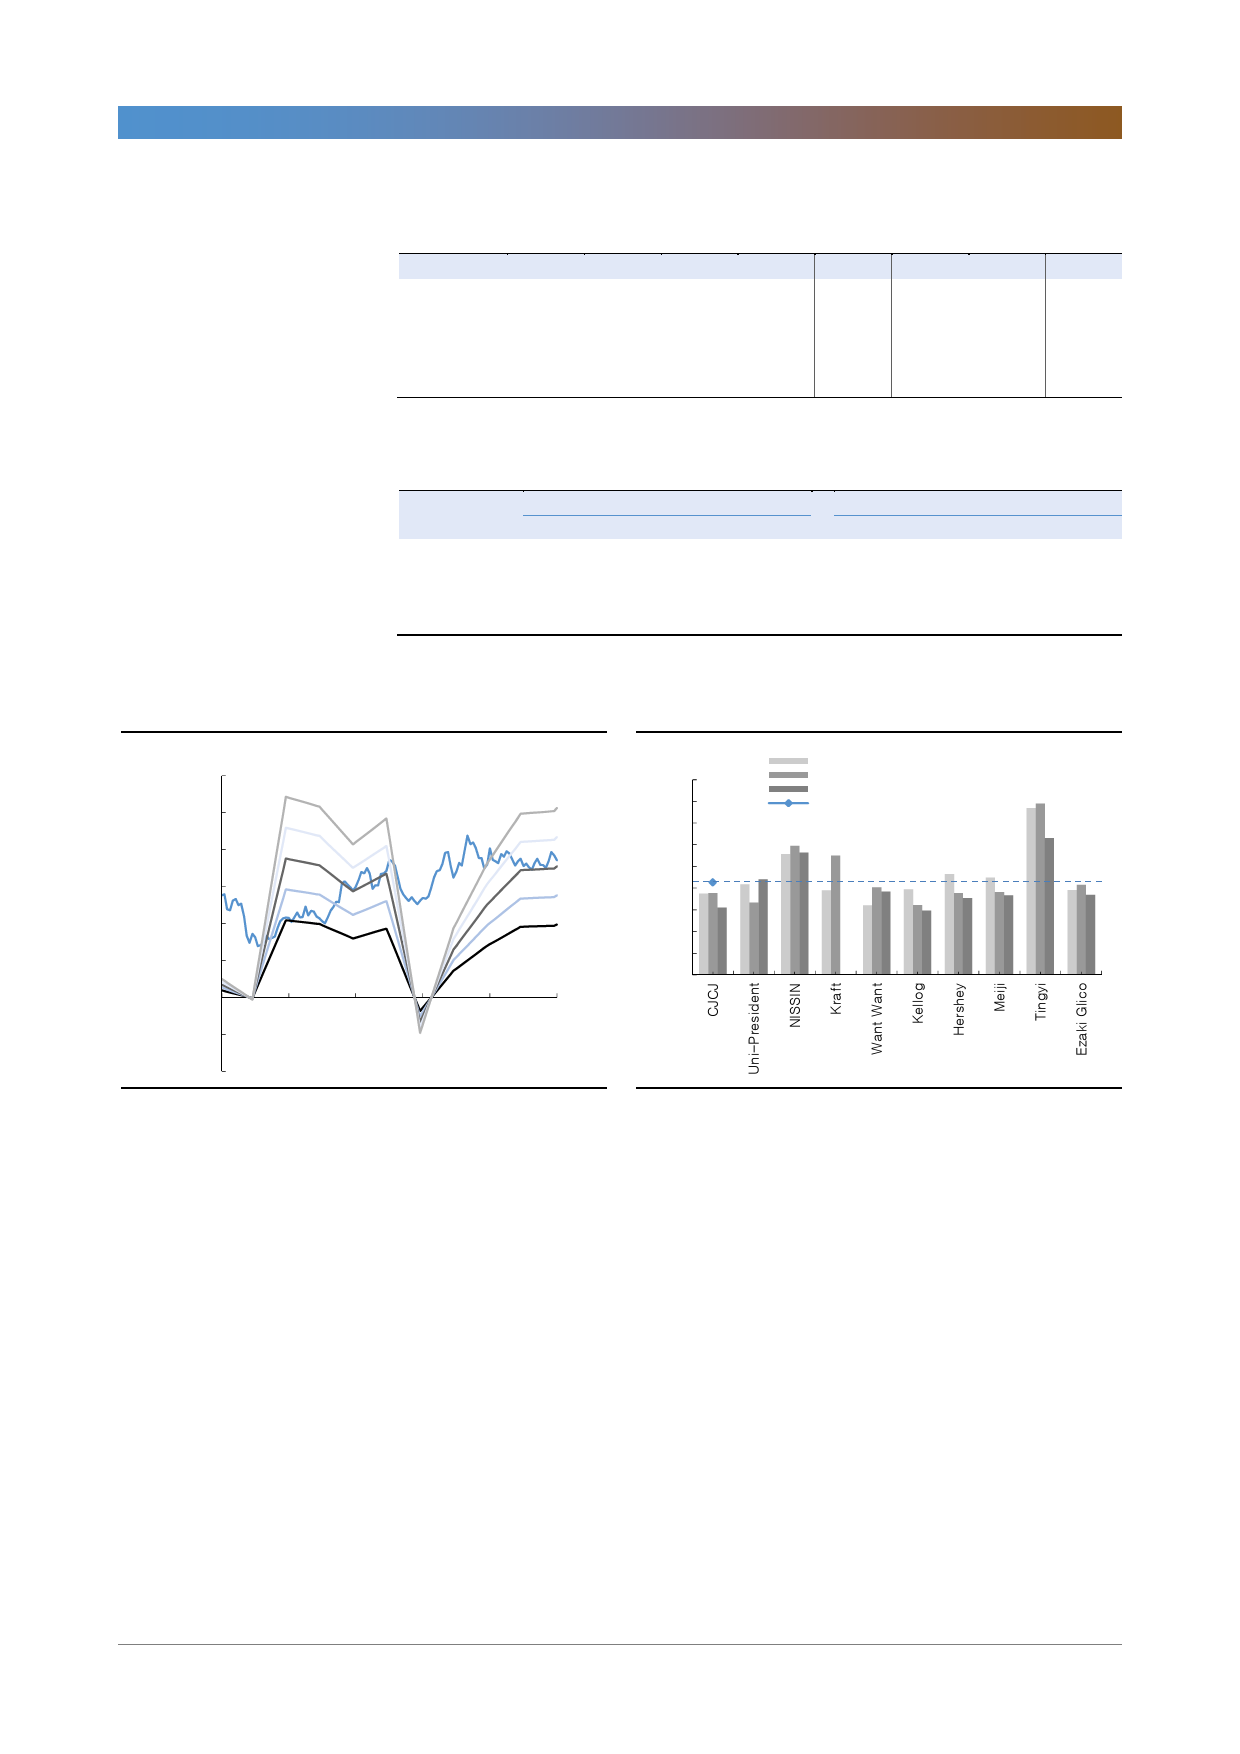 CJCJ
Uni-President
NISSIN
Kraft
Want Want
Kellog
Hershey
Meiji
Tingyi
Ezaki Glico